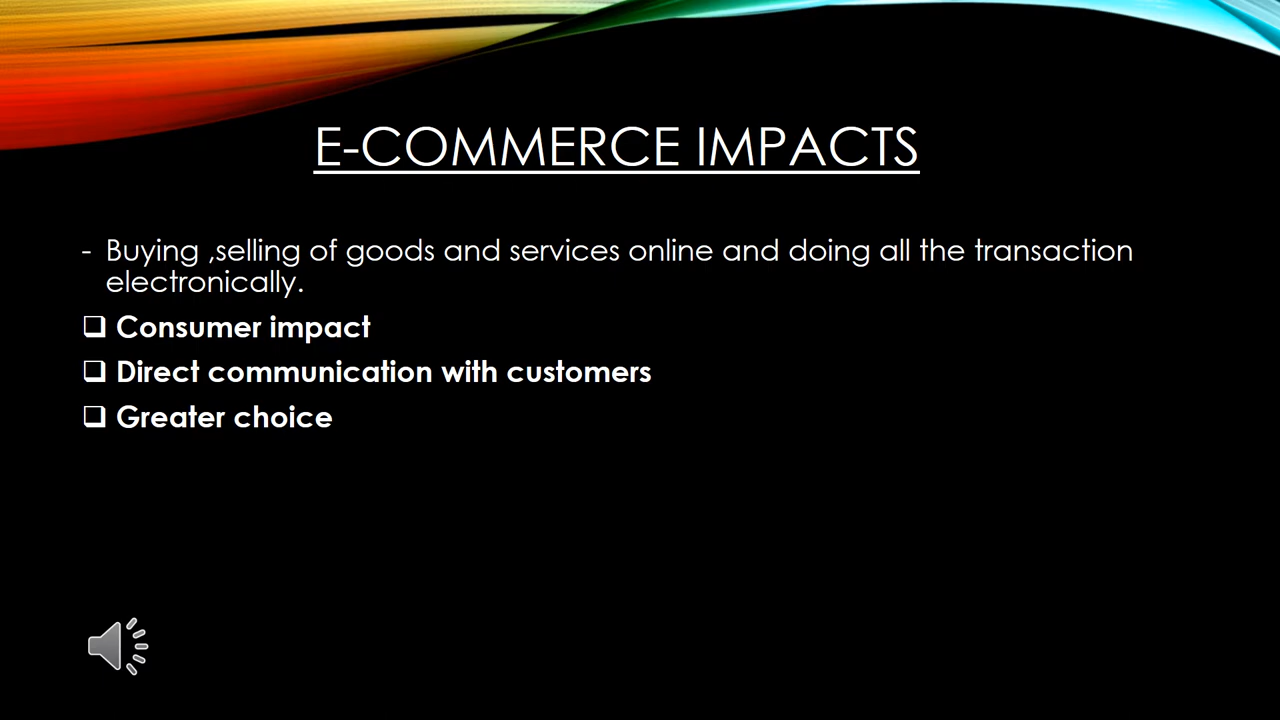 E-COMMERCE IMPACTS
- Buying ,selling of goods and services online and doing all the transaction
electronically.
❑ Consumer impact
❑ Direct communication with customers
❑ Greater choice